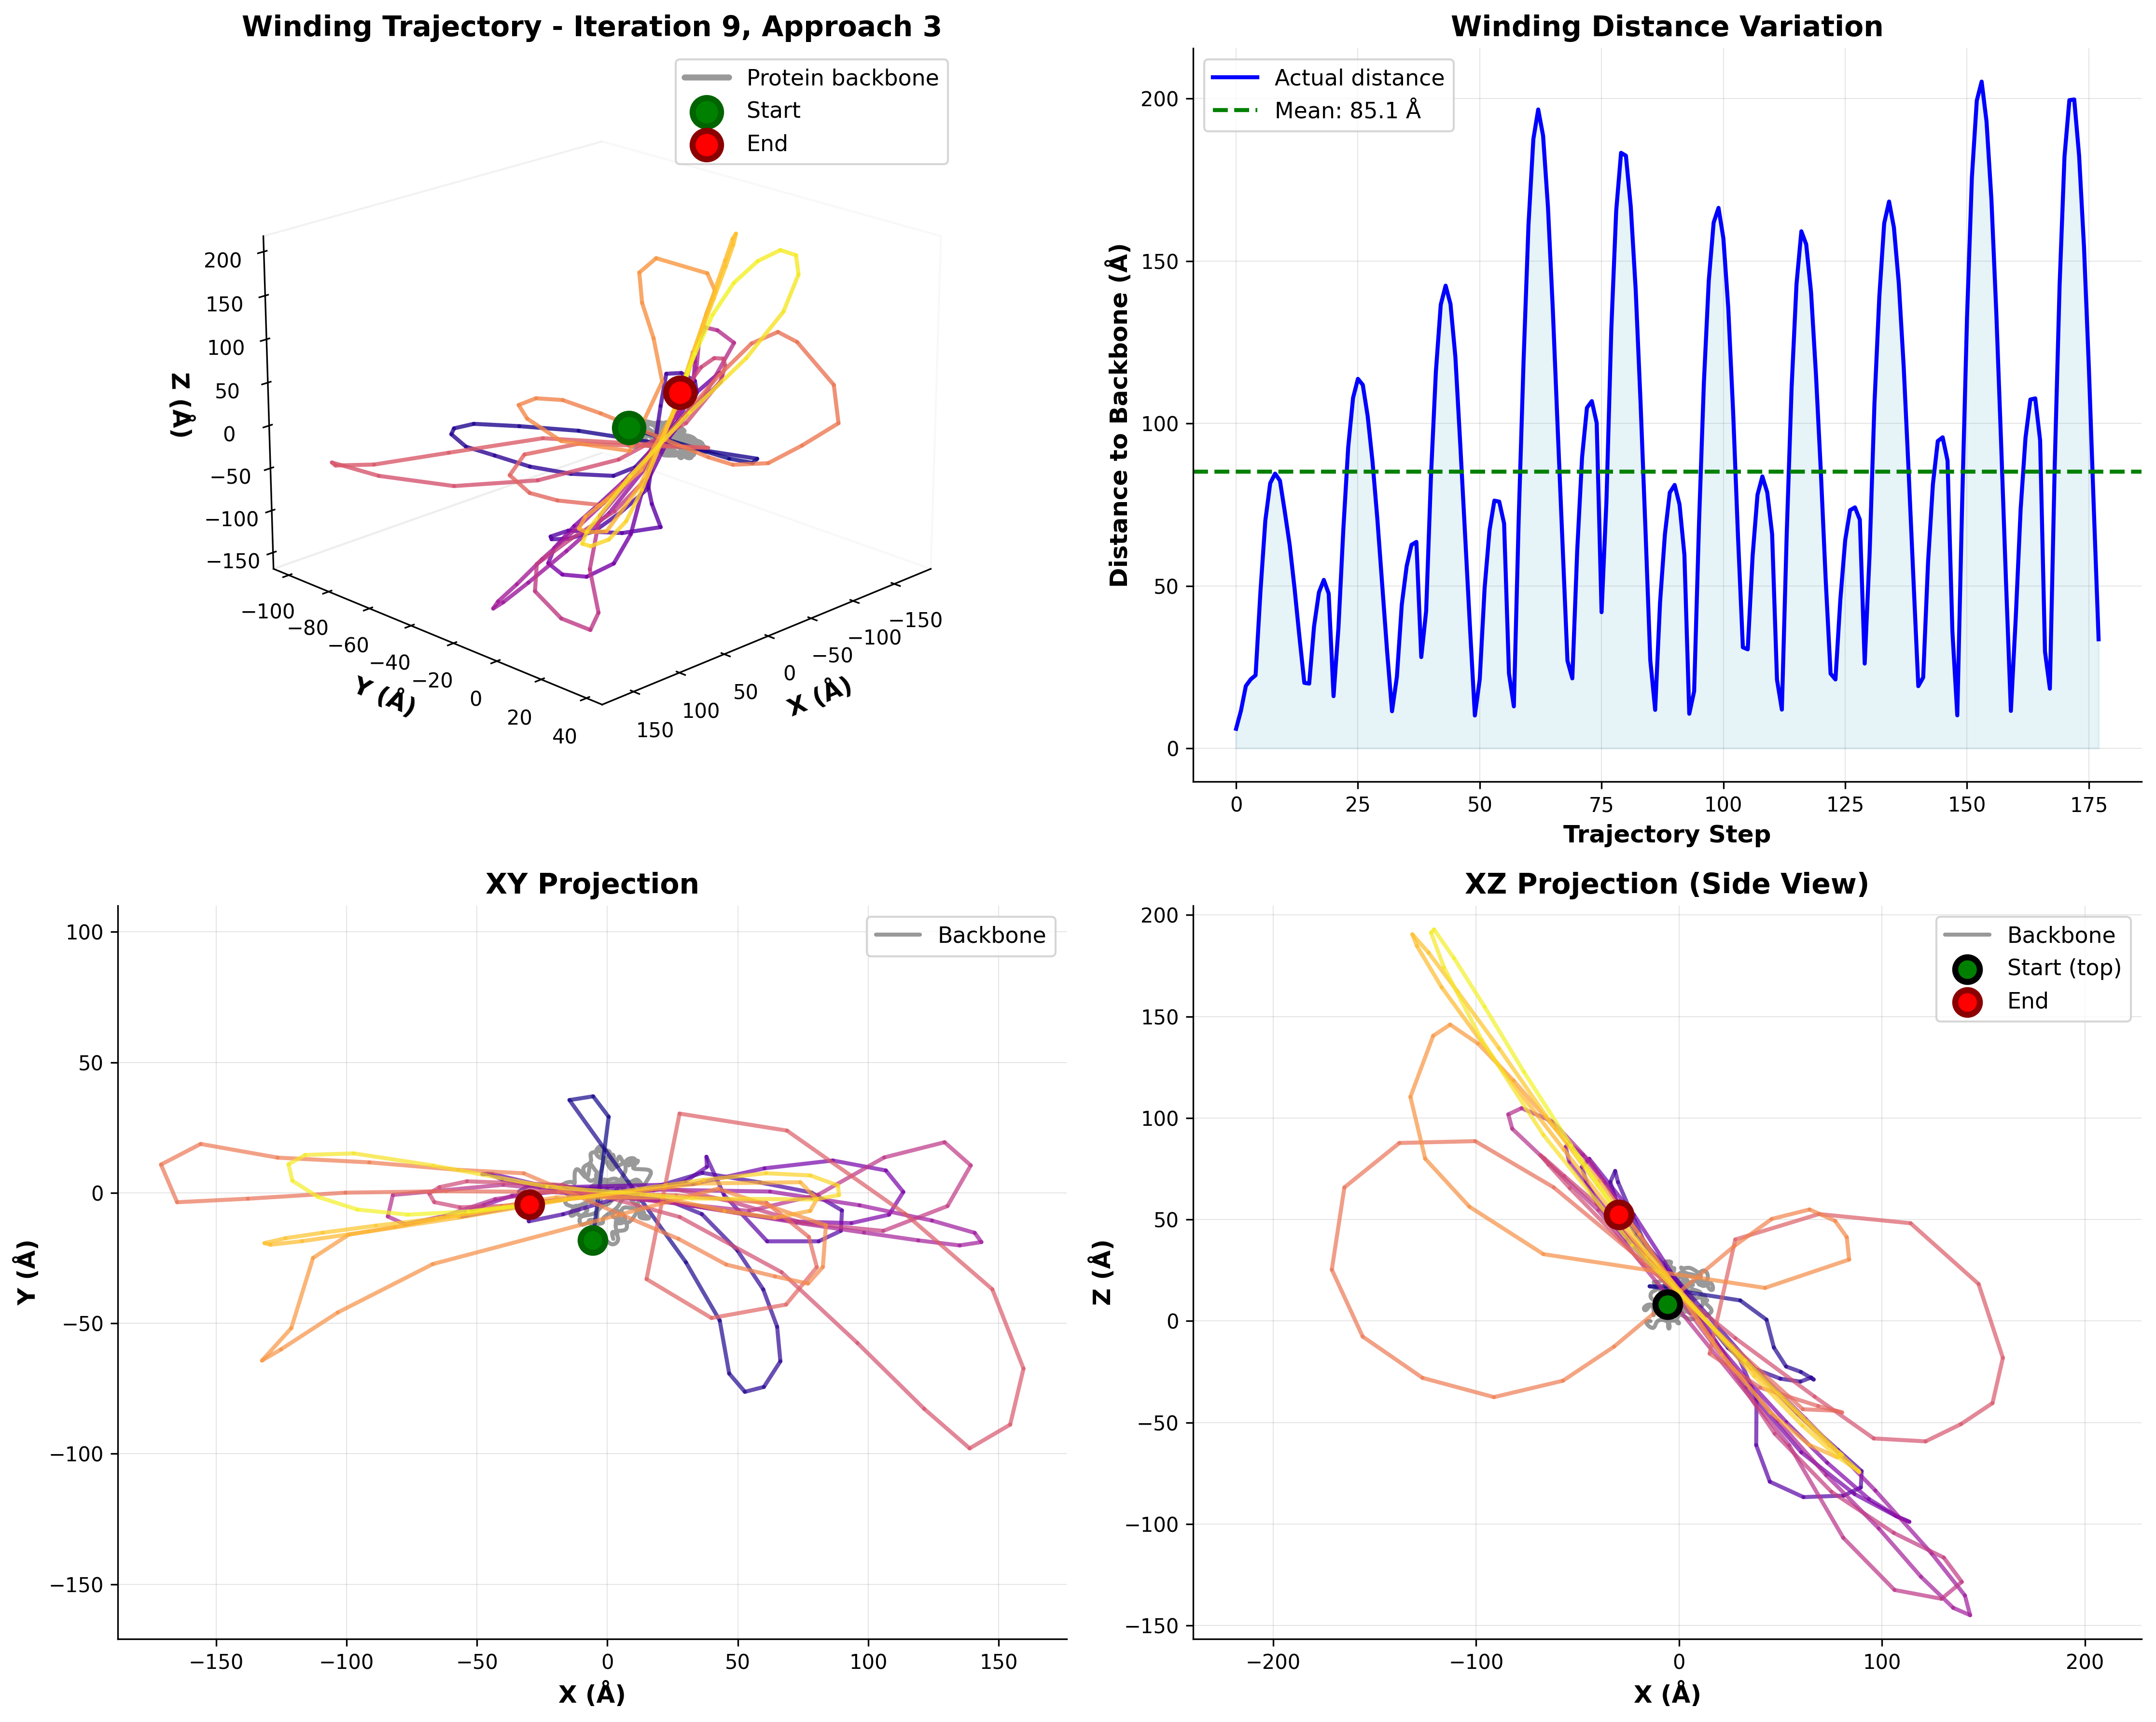 Winding Trajectory - Iteration 9, Approach 3
Protein backbone
Start
End
200
150
100
50
0
−50
−100
−150
Z (Å)
−100
−80
−60
−40
−20
0
20
40
Y (Å)
150
100
50
0
−50
−100
−150
X (Å)
Winding Distance Variation
Actual distance
Mean: 85.1 Å
200
150
100
50
0
Distance to Backbone (Å)
0 25 50 75 100 125 150 175
Trajectory Step
XY Projection
Backbone
100
50
0
−50
−100
−150
Y (Å)
−150 −100 −50 0 50 100 150
X (Å)
XZ Projection (Side View)
Backbone
Start (top)
End
200
150
100
50
0
−50
−100
−150
Z (Å)
−200 −100 0 100 200
X (Å)